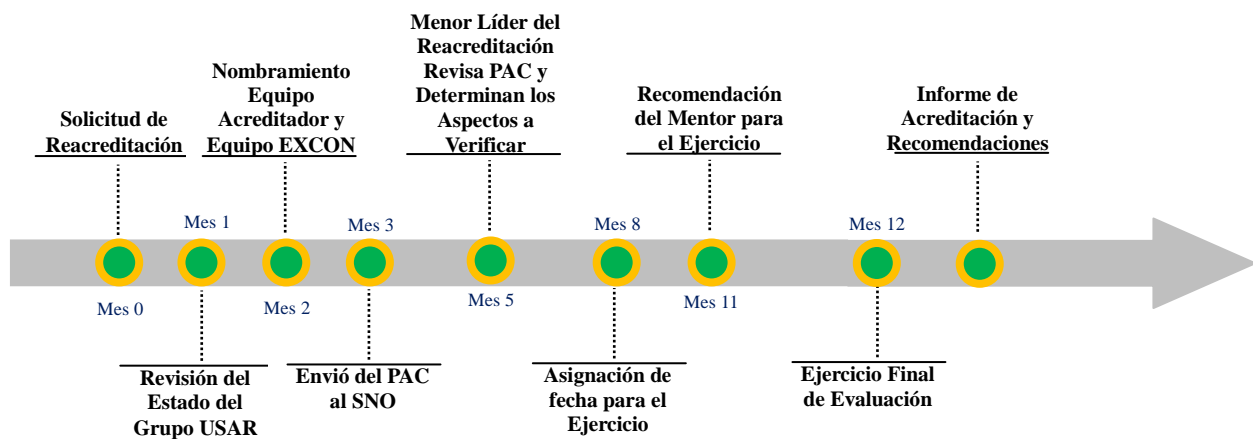 Solicitud de
Reacreditación
Nombramiento
Equipo
Acreditador y
Equipo EXCON
Menor Líder del
Reacreditación
Revisa PAC y
Determinan los
Aspectos a
Verificar
Recomendación
del Mentor para
el Ejercicio
Informe de
Acreditación y
Recomendaciones
Mes 1
Mes 3
Mes 8
Mes 12
Mes 0
Mes 2
Mes 5
Mes 11
Revisión del
Estado del
Grupo USAR
Envió del PAC
al SNO
Asignación de
fecha para el
Ejercicio
Ejercicio Final
de Evaluación